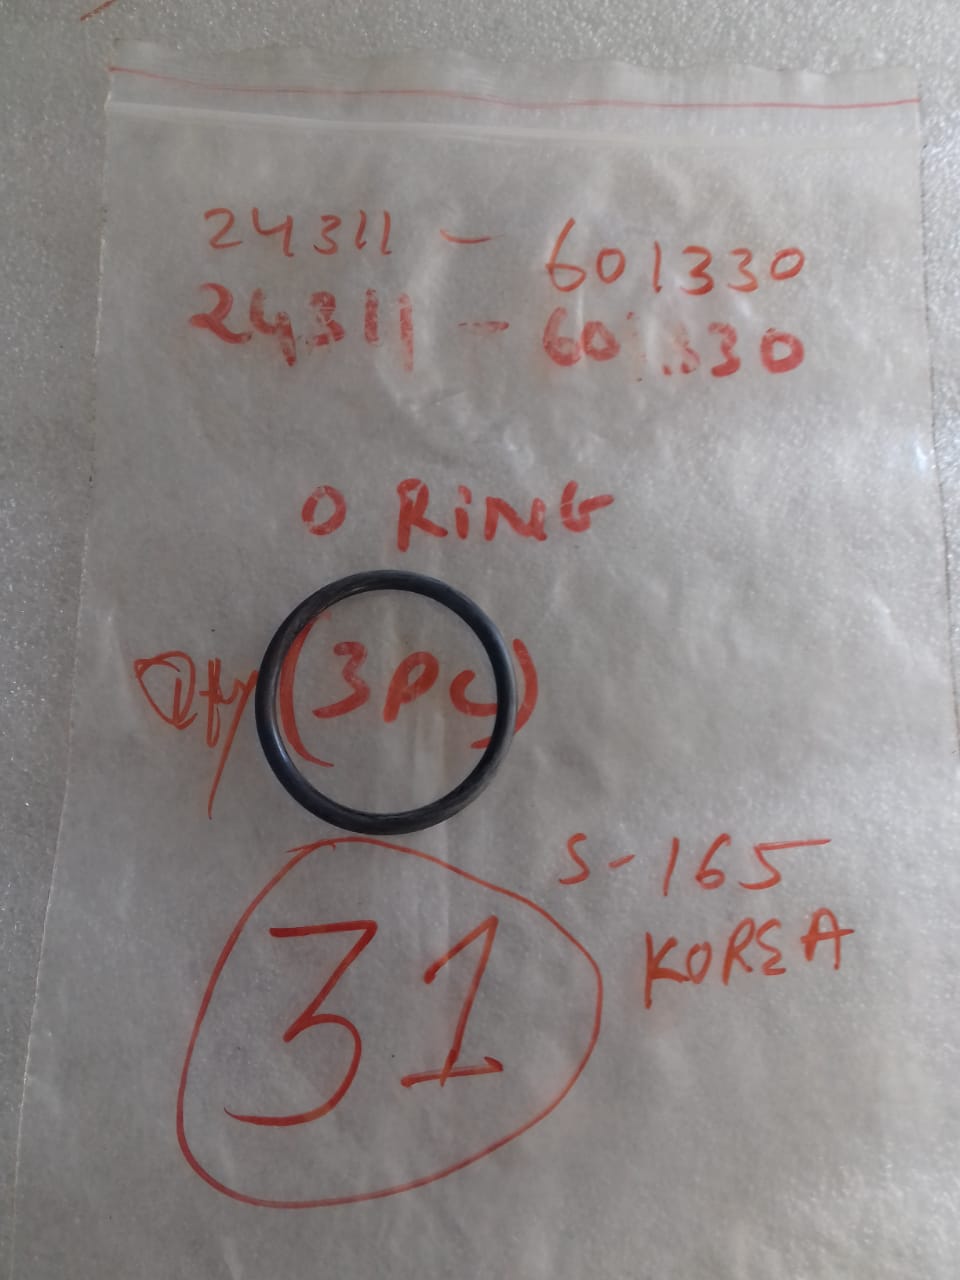 24311 - 601330
24311 - 601330
O RiNG
Qty (3PC)
S-165
KOREA
31